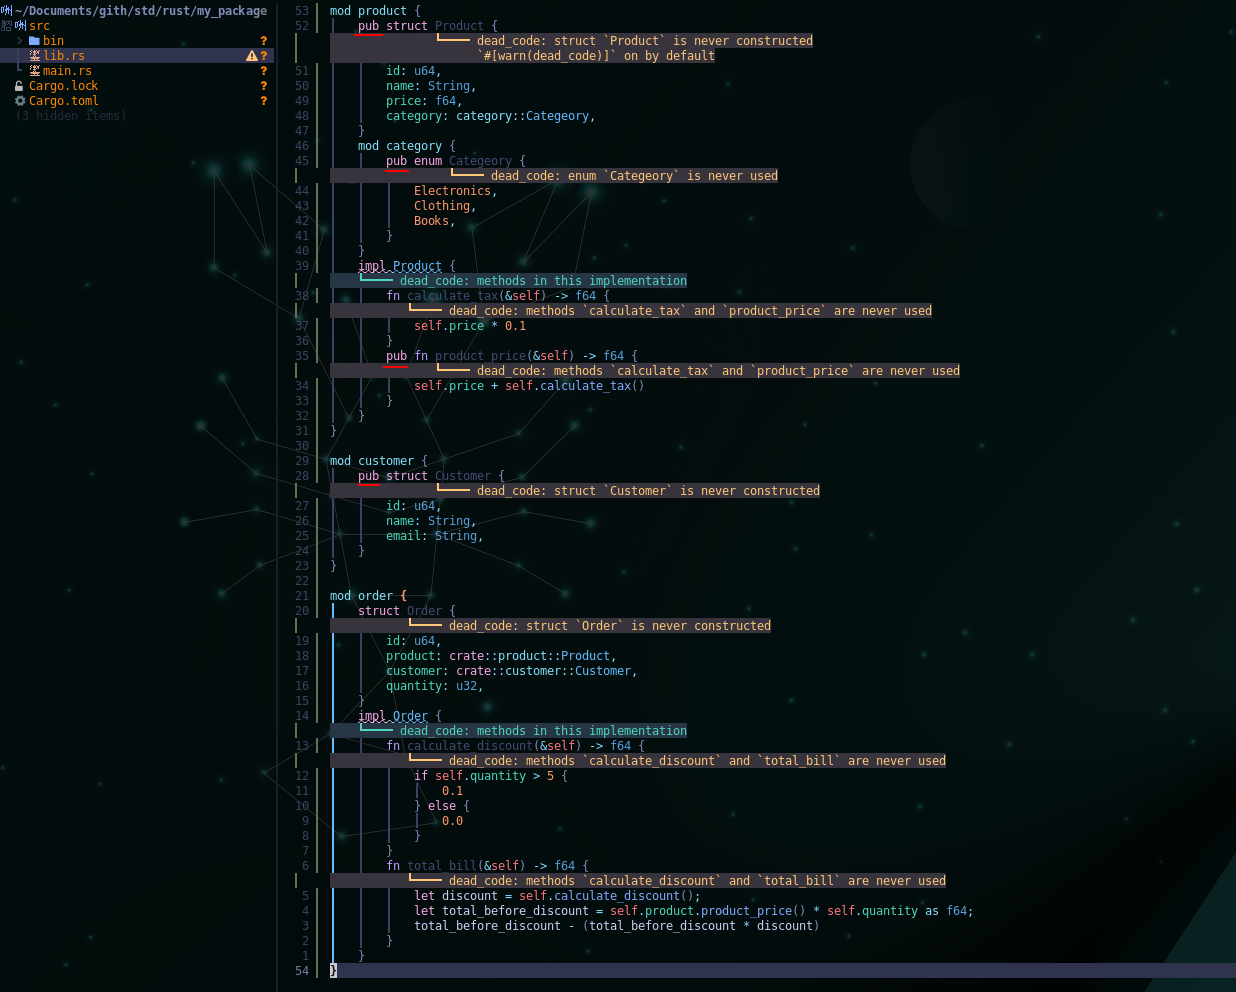 ~/Documents/gith/std/rust/my_package
src
bin
?
lib.rs
?
main.rs
?
Cargo.lock
?
Cargo.toml
?
(3 hidden items)
53 mod product {
52 pub struct Product {
dead_code: struct `Product` is never constructed
`#[warn(dead_code)]` on by default
51 id: u64,
50 name: String,
49 price: f64,
48 category: category::Categeory,
47 }
46 mod category {
45 pub enum Categeory {
dead_code: enum `Categeory` is never used
44 Electronics,
43 Clothing,
42 Books,
41 }
40 }
39 impl Product {
dead_code: methods in this implementation
38 fn calculate_tax(&self) -> f64 {
dead_code: methods `calculate_tax` and `product_price` are never used
37 self.price * 0.1
36 }
35 pub fn product_price(&self) -> f64 {
dead_code: methods `calculate_tax` and `product_price` are never used
34 self.price + self.calculate_tax()
33 }
32 }
31 }
30
29 mod customer {
28 pub struct Customer {
dead_code: struct `Customer` is never constructed
27 id: u64,
26 name: String,
25 email: String,
24 }
23 }
22
21 mod order {
20 struct Order {
dead_code: struct `Order` is never constructed
19 id: u64,
18 product: crate::product::Product,
17 customer: crate::customer::Customer,
16 quantity: u32,
15 }
14 impl Order {
dead_code: methods in this implementation
13 fn calculate_discount(&self) -> f64 {
dead_code: methods `calculate_discount` and `total_bill` are never used
12 if self.quantity > 5 {
11 0.1
10 } else {
9 0.0
8 }
7 }
6 fn total_bill(&self) -> f64 {
dead_code: methods `calculate_discount` and `total_bill` are never used
5 let discount = self.calculate_discount();
4 let total_before_discount = self.product.product_price() * self.quantity as f64;
3 total_before_discount - (total_before_discount * discount)
2 }
1 }
54 }